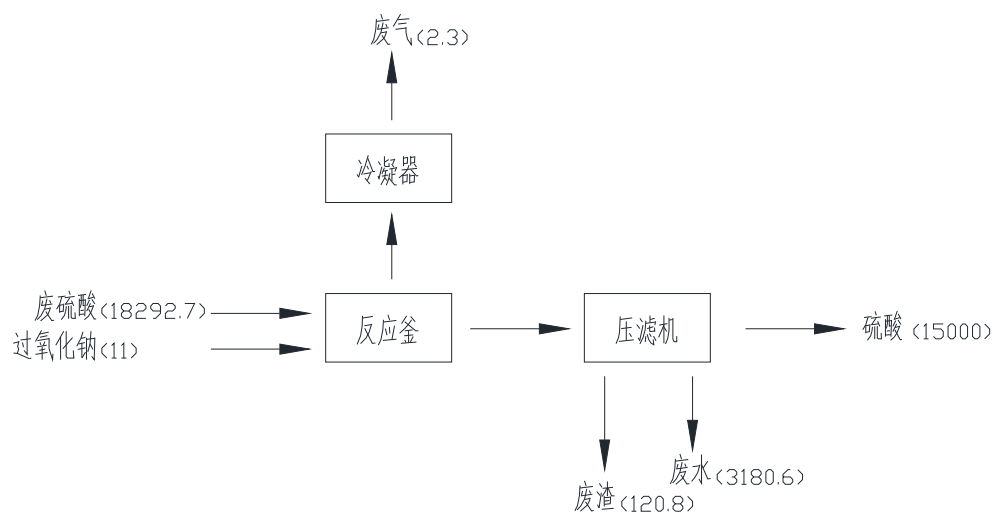 废气(2.3)
冷凝器
废硫酸(18292.7)
过氧化钠(11)
反应釜
压滤机
硫酸(15000)
废渣(120.8)
废水(3180.6)